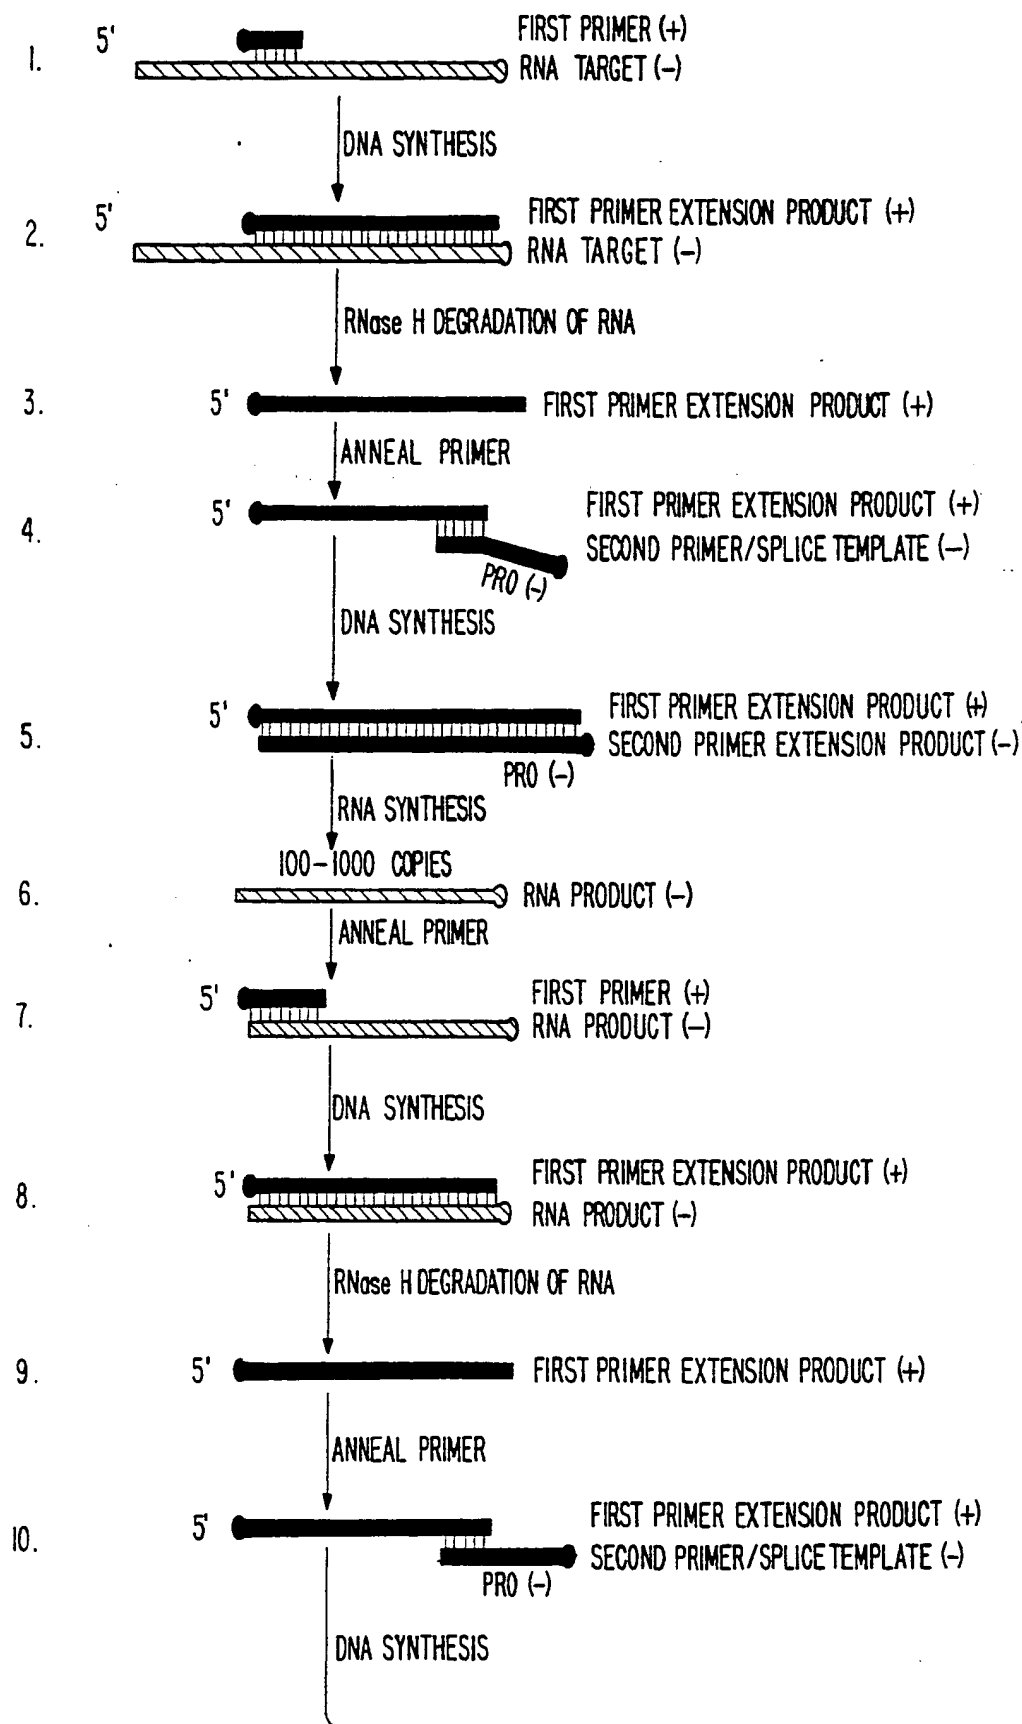 5' FIRST PRIMER (+)
1. RNA TARGET (-)
DNA SYNTHESIS
5' FIRST PRIMER EXTENSION PRODUCT (+)
2. RNA TARGET (-)
RNase H DEGRADATION OF RNA
3. 5' FIRST PRIMER EXTENSION PRODUCT (+)
ANNEAL PRIMER
5' FIRST PRIMER EXTENSION PRODUCT (+)
4. SECOND PRIMER/SPLICE TEMPLATE (-)
PRO (-)
DNA SYNTHESIS
5' FIRST PRIMER EXTENSION PRODUCT (+)
5. SECOND PRIMER EXTENSION PRODUCT (-)
PRO (-)
RNA SYNTHESIS
100-1000 COPIES
6. RNA PRODUCT (-)
ANNEAL PRIMER
5' FIRST PRIMER (+)
7. RNA PRODUCT (-)
DNA SYNTHESIS
5' FIRST PRIMER EXTENSION PRODUCT (+)
8. RNA PRODUCT (-)
RNase H DEGRADATION OF RNA
9. 5' FIRST PRIMER EXTENSION PRODUCT (+)
ANNEAL PRIMER
5' FIRST PRIMER EXTENSION PRODUCT (+)
10. SECOND PRIMER/SPLICE TEMPLATE (-)
PRO (-)
DNA SYNTHESIS